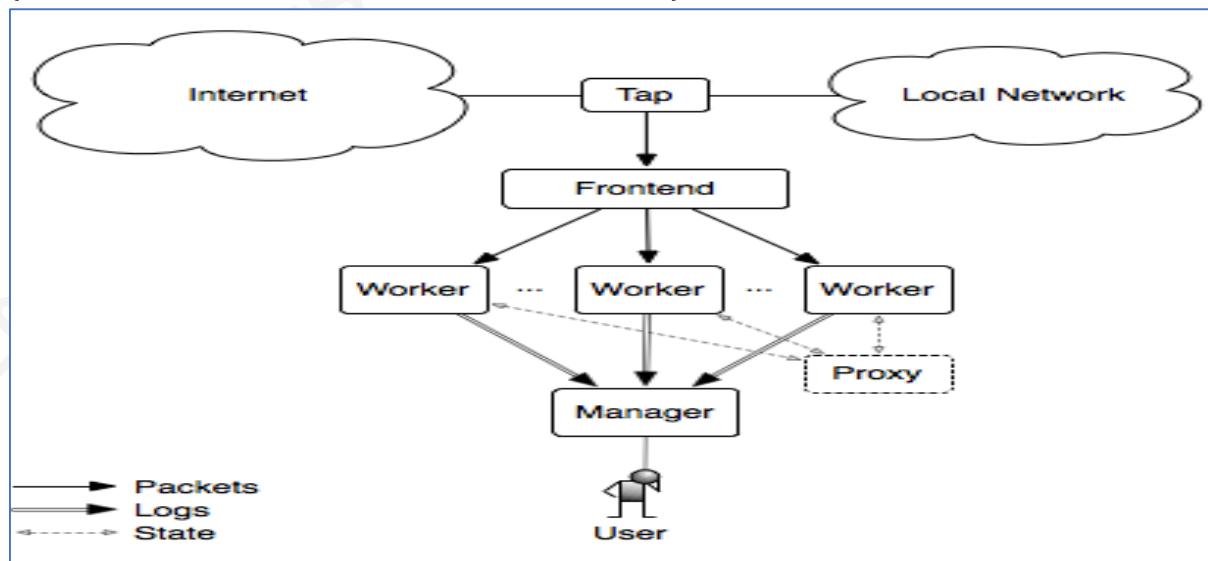 Internet
Tap
Local Network
Frontend
Worker ... Worker ... Worker
Proxy
Manager
Packets
Logs
State
User